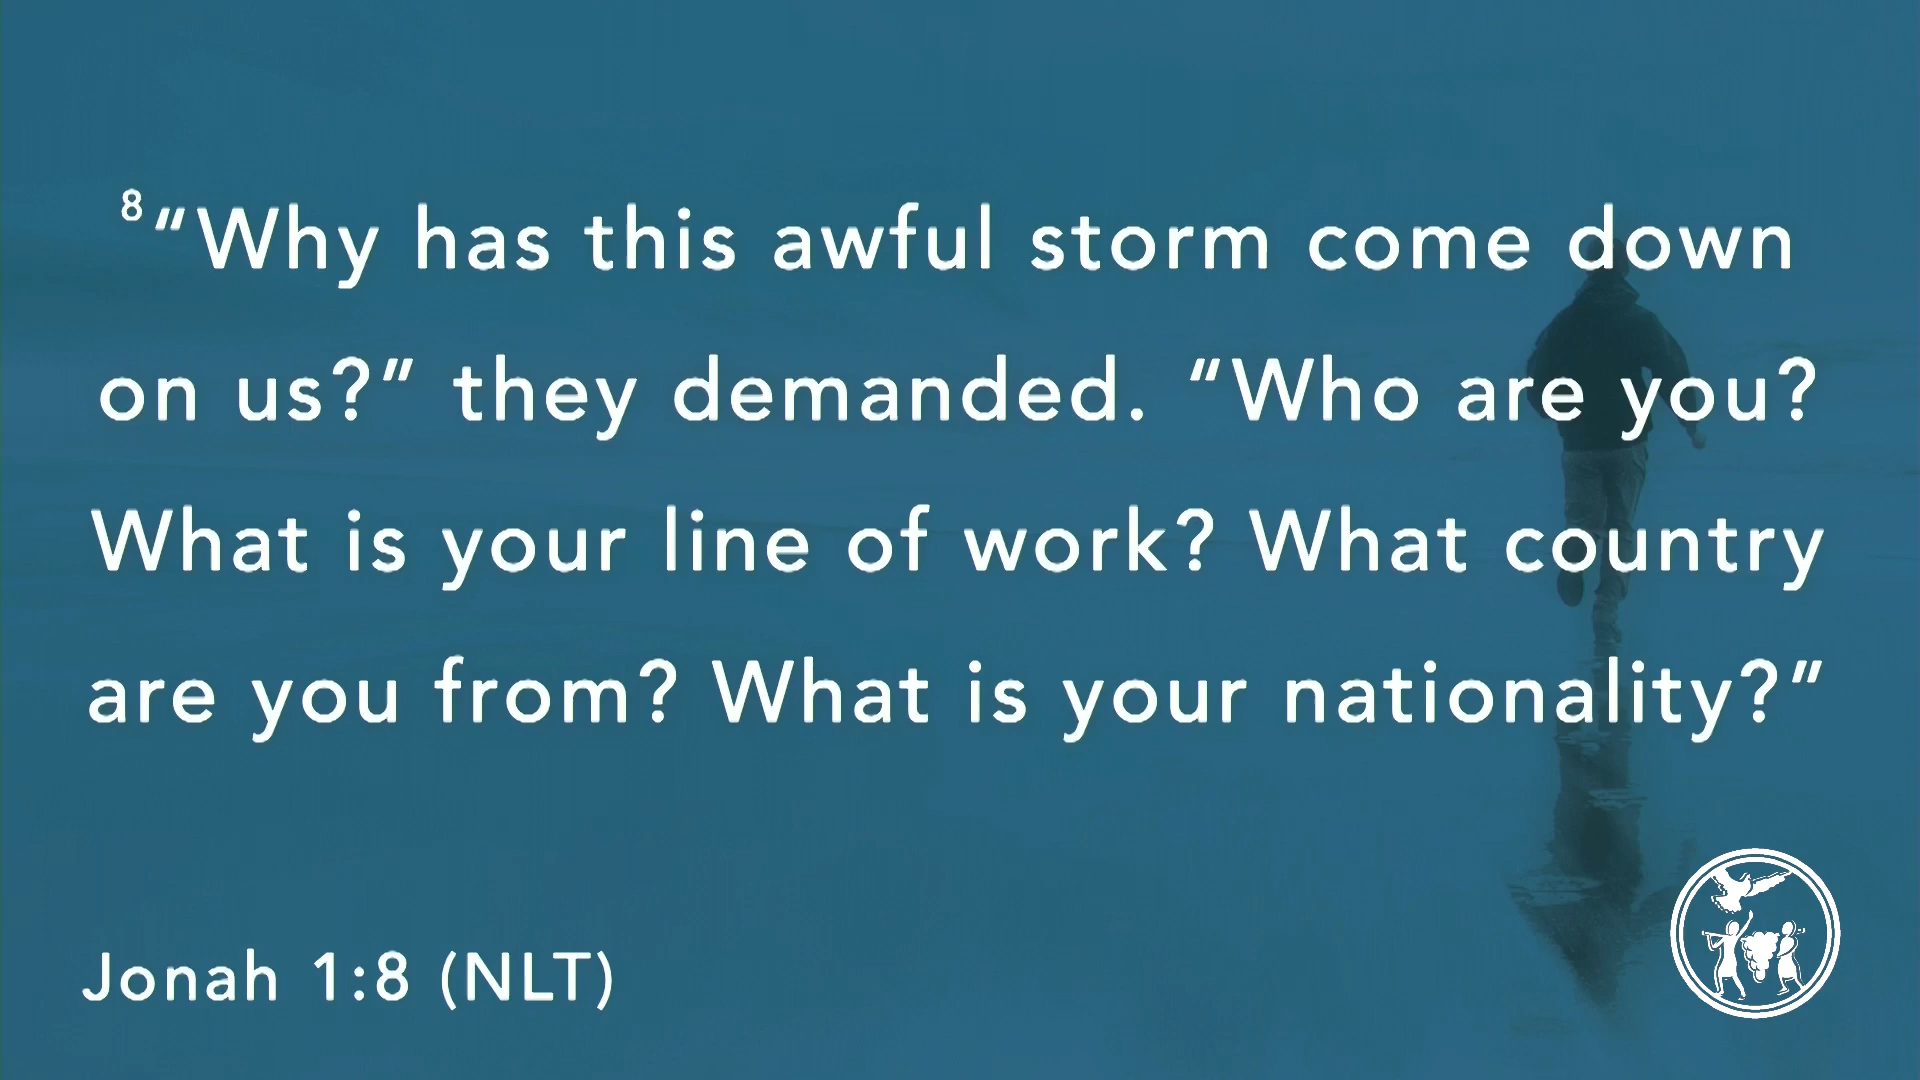 8“Why has this awful storm come down
on us?” they demanded. “Who are you?
What is your line of work? What country
are you from? What is your nationality?”
Jonah 1:8 (NLT)